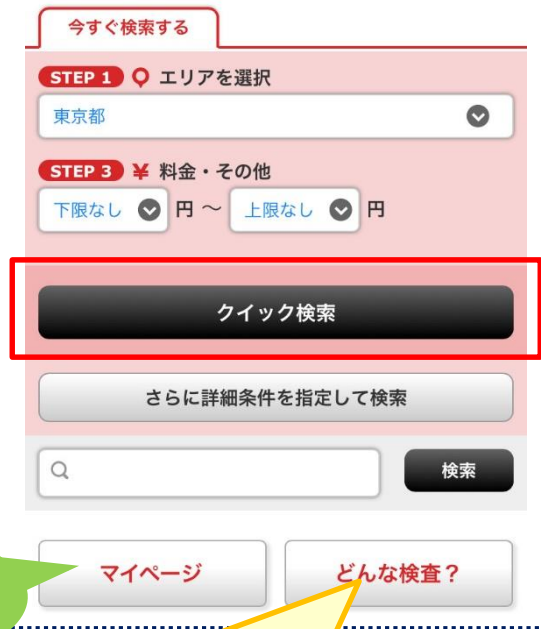 今すぐ検索する
STEP 1 エリアを選択
東京都
STEP 3 ¥ 料金・その他
下限なし 円 〜 上限なし 円
クイック検索
さらに詳細条件を指定して検索
検索
マイページ どんな検査？